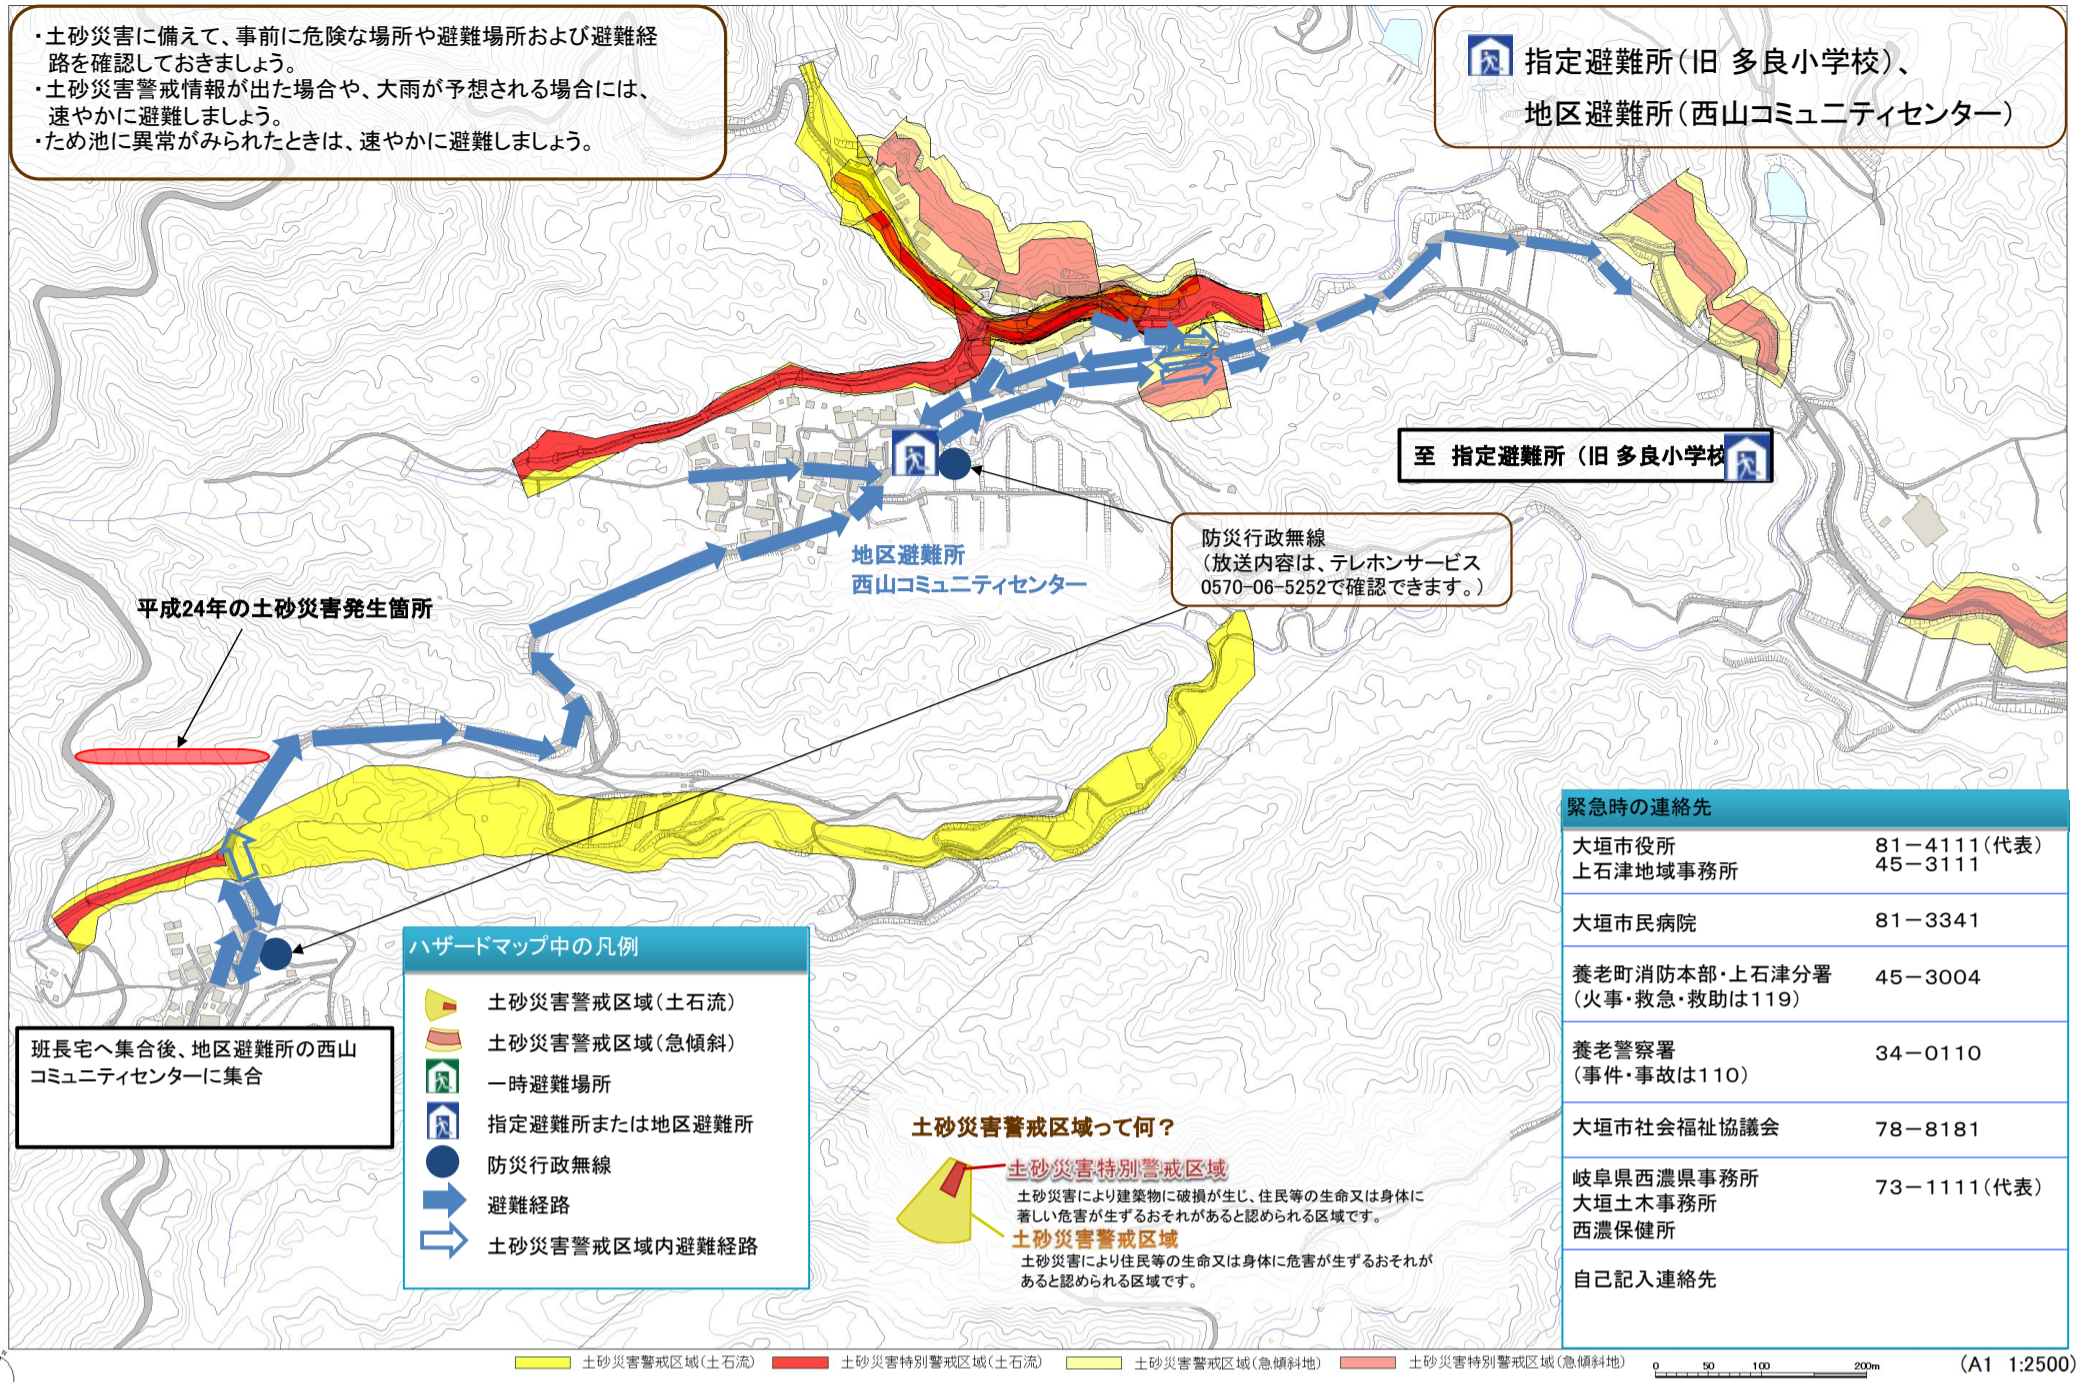 ・土砂災害に備えて、事前に危険な場所や避難場所および避難経
路を確認しておきましょう。
・土砂災害警戒情報が出た場合や、大雨が予想される場合には、
速やかに避難しましょう。
・ため池に異常がみられたときは、速やかに避難しましょう。
指定避難所(旧 多良小学校)、
地区避難所(西山コミュニティセンター)
至 指定避難所 (旧 多良小学校
防災行政無線
(放送内容は、テレホンサービス
0570-06-5252で確認できます。)
地区避難所
西山コミュニティセンター
平成24年の土砂災害発生箇所
班長宅へ集合後、地区避難所の西山
コミュニティセンターに集合
ハザードマップ中の凡例
土砂災害警戒区域(土石流)
土砂災害警戒区域(急傾斜)
一時避難場所
指定避難所または地区避難所
防災行政無線
避難経路
土砂災害警戒区域内避難経路
土砂災害警戒区域って何?
土砂災害特別警戒区域
土砂災害により建築物に破損が生じ、住民等の生命又は身体に
著しい危害が生ずるおそれがあると認められる区域です。
土砂災害警戒区域
土砂災害により住民等の生命又は身体に危害が生ずるおそれが
あると認められる区域です。
緊急時の連絡先
大垣市役所 81-4111(代表)
上石津地域事務所 45-3111
大垣市民病院 81-3341
養老町消防本部・上石津分署 45-3004
(火事・救急・救助は119)
養老警察署 34-0110
(事件・事故は110)
大垣市社会福祉協議会 78-8181
岐阜県西濃県事務所 73-1111(代表)
大垣土木事務所
西濃保健所
自己記入連絡先
土砂災害警戒区域(土石流) 土砂災害特別警戒区域(土石流) 土砂災害警戒区域(急傾斜地) 土砂災害特別警戒区域(急傾斜地)
0 50 100 200m
(A1 1:2500)